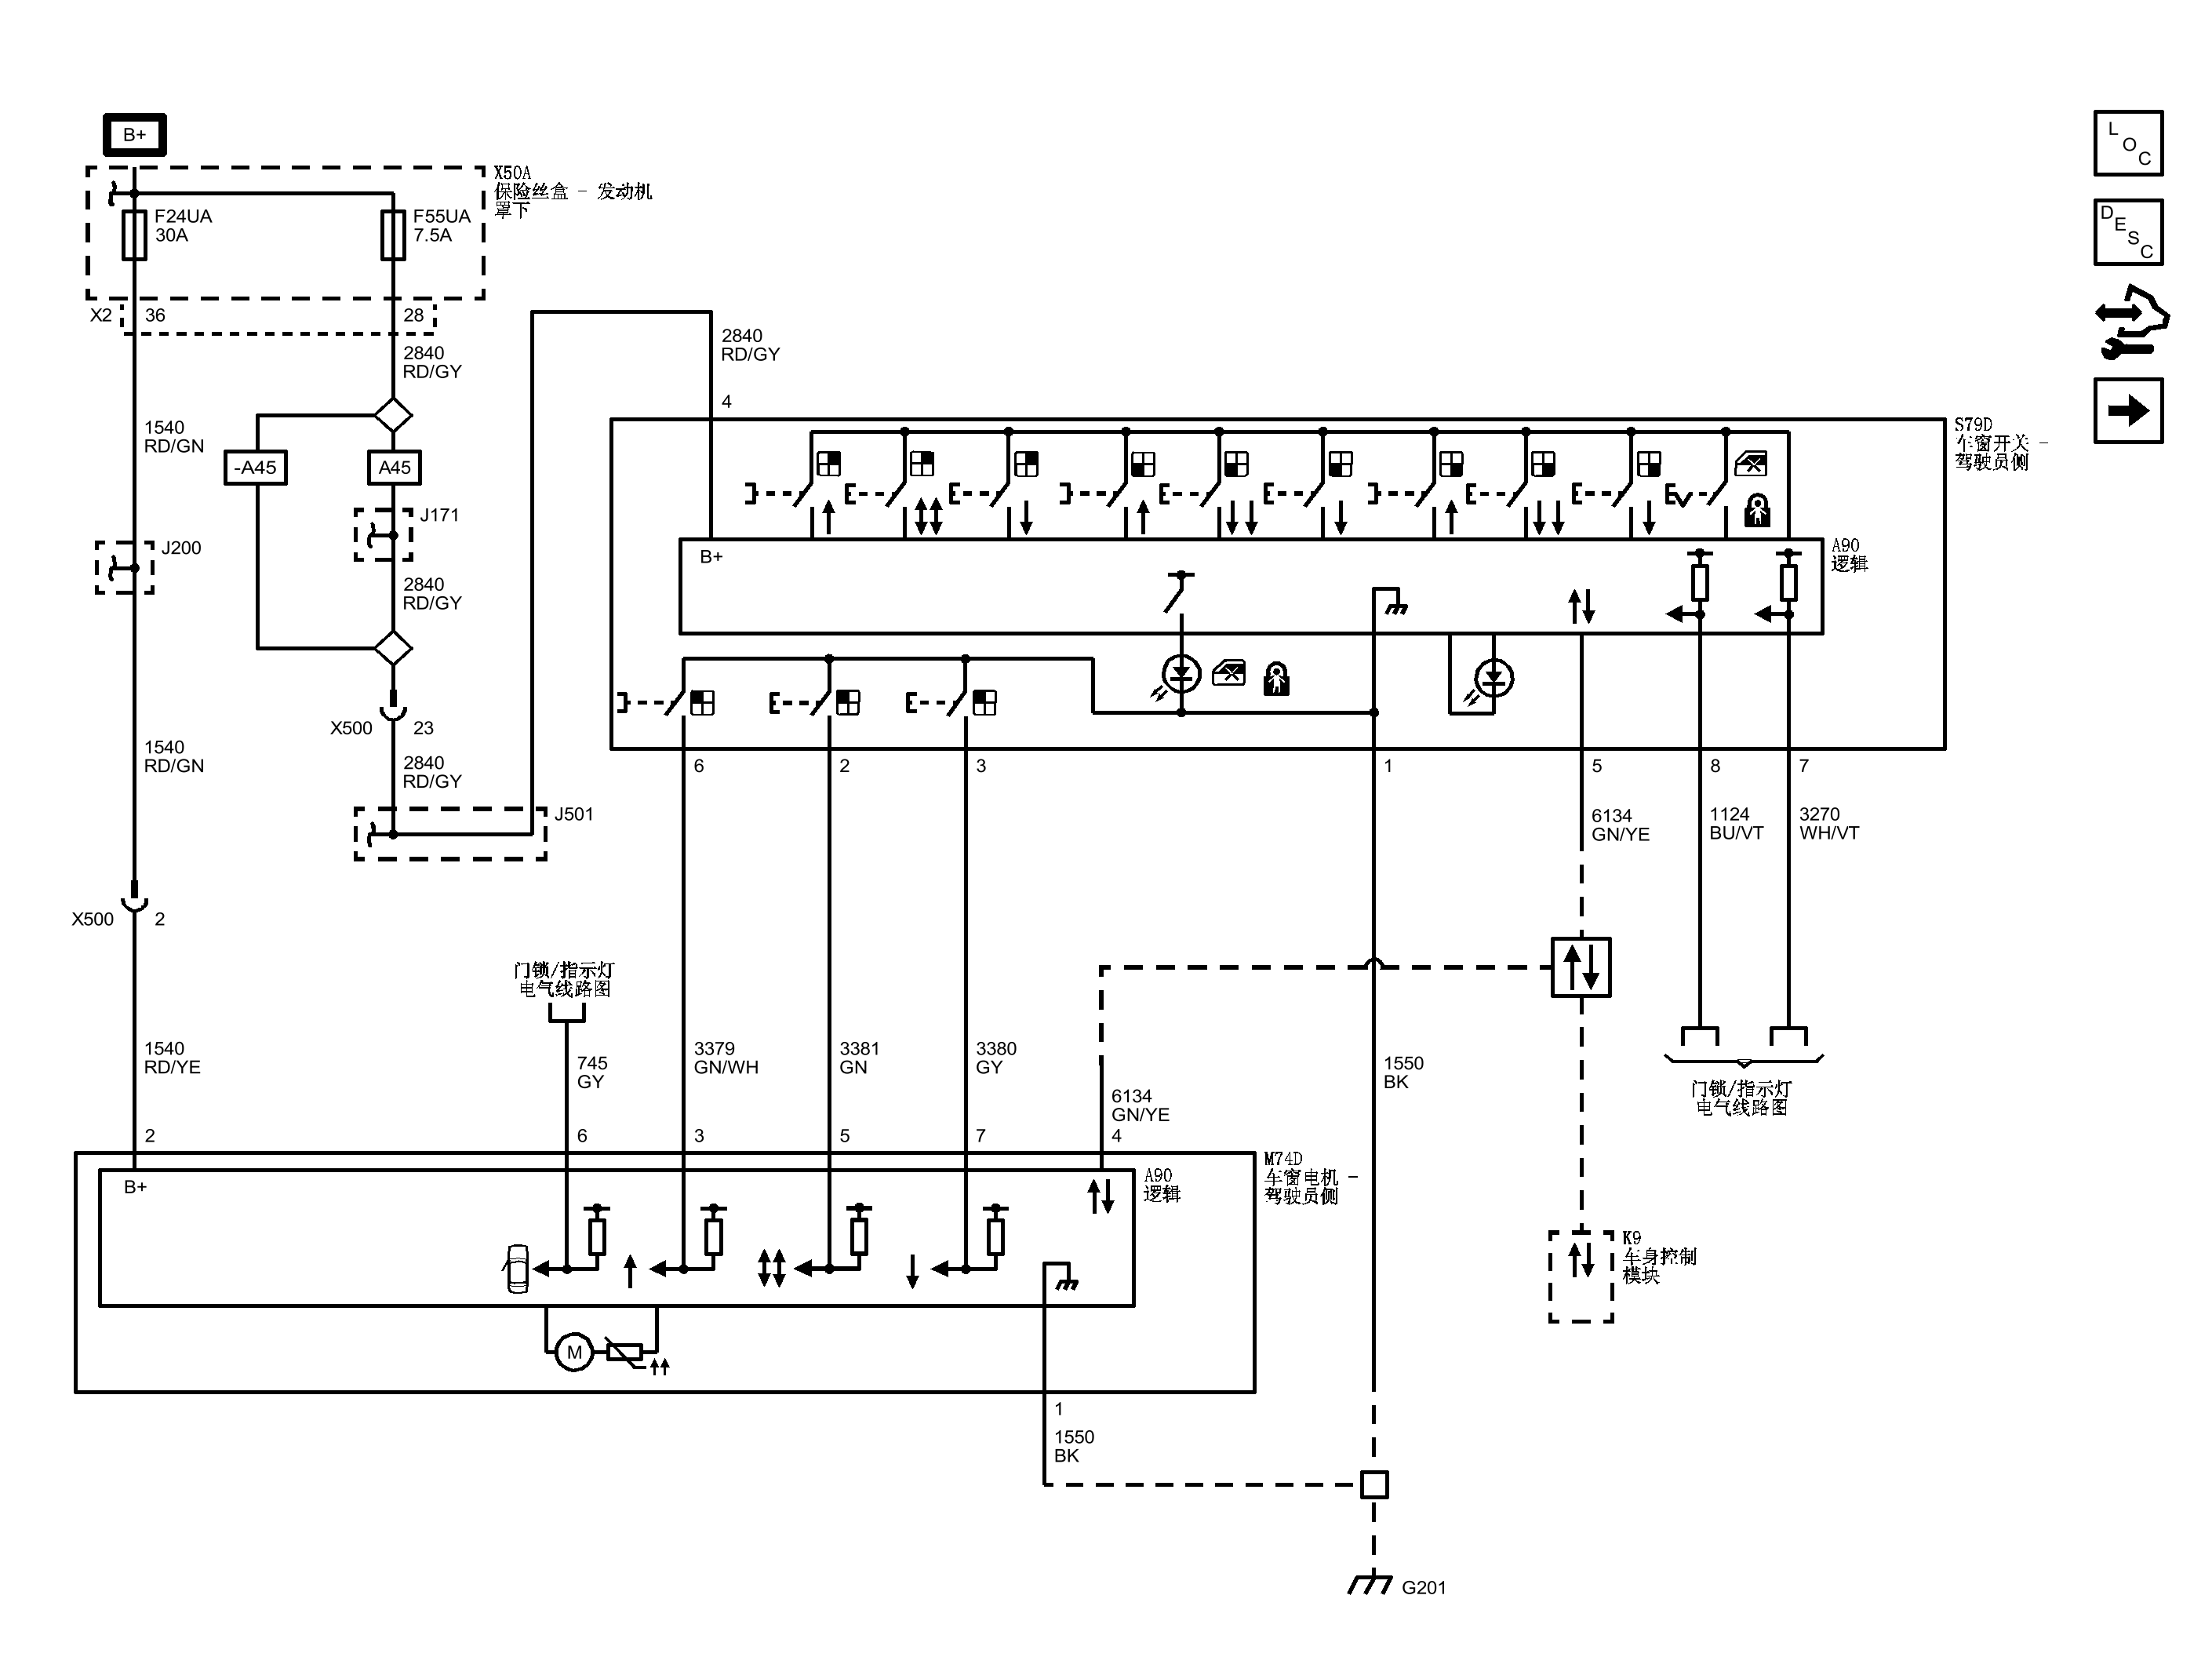 B+
X50A
保险丝盒 - 发动机
罩下
F24UA
30A
F55UA
7.5A
X2
36
28
2840
RD/GY
1540
RD/GN
-A45
A45
J171
J200
2840
RD/GY
X500
23
1540
RD/GN
2840
RD/GY
J501
X500
2
2840
RD/GY
4
S79D
车窗开关 -
驾驶员侧
B+
A90
逻辑
6
2
3
1
5
8
7
6134
GN/YE
1124
BU/VT
3270
WH/VT
门锁/指示灯
电气线路图
1540
RD/YE
745
GY
3379
GN/WH
3381
GN
3380
GY
6134
GN/YE
1550
BK
门锁/指示灯
电气线路图
2
6
3
5
7
4
M74D
车窗电机 -
驾驶员侧
B+
A90
逻辑
K9
车身控制
模块
M
1
1550
BK
G201
L
O
C
D
E
S
C